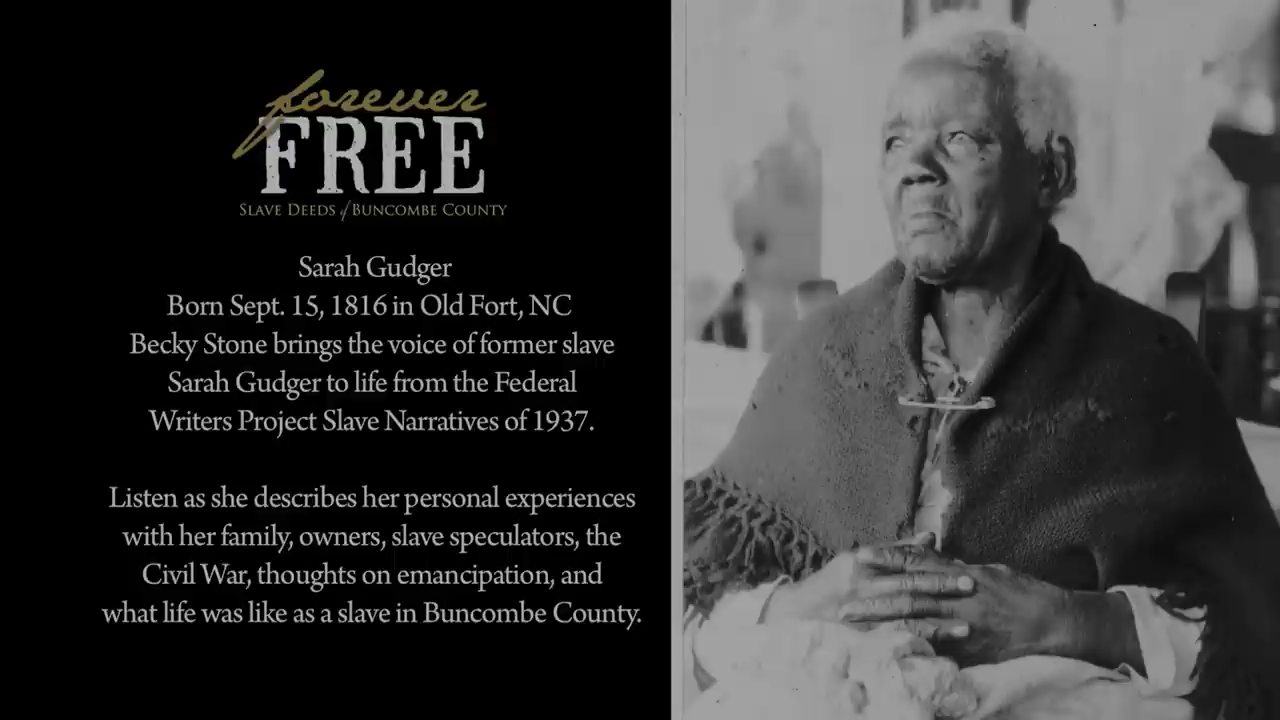 forever
FREE
SLAVE DEEDS of BUNCOMBE COUNTY
Sarah Gudger
Born Sept. 15, 1816 in Old Fort, NC
Becky Stone brings the voice of former slave
Sarah Gudger to life from the Federal
Writers Project Slave Narratives of 1937.
Listen as she describes her personal experiences
with her family, owners, slave speculators, the
Civil War, thoughts on emancipation, and
what life was like as a slave in Buncombe County.